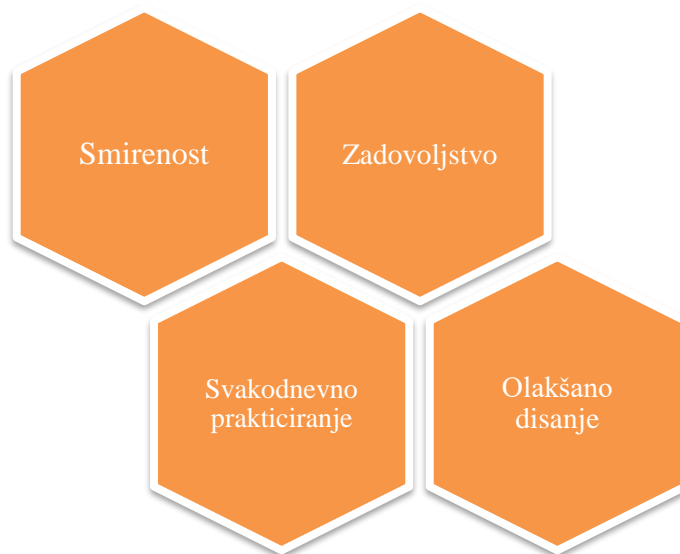 Smirenost
Zadovoljstvo
Svakodnevno
prakticiranje
Olakšano
disanje